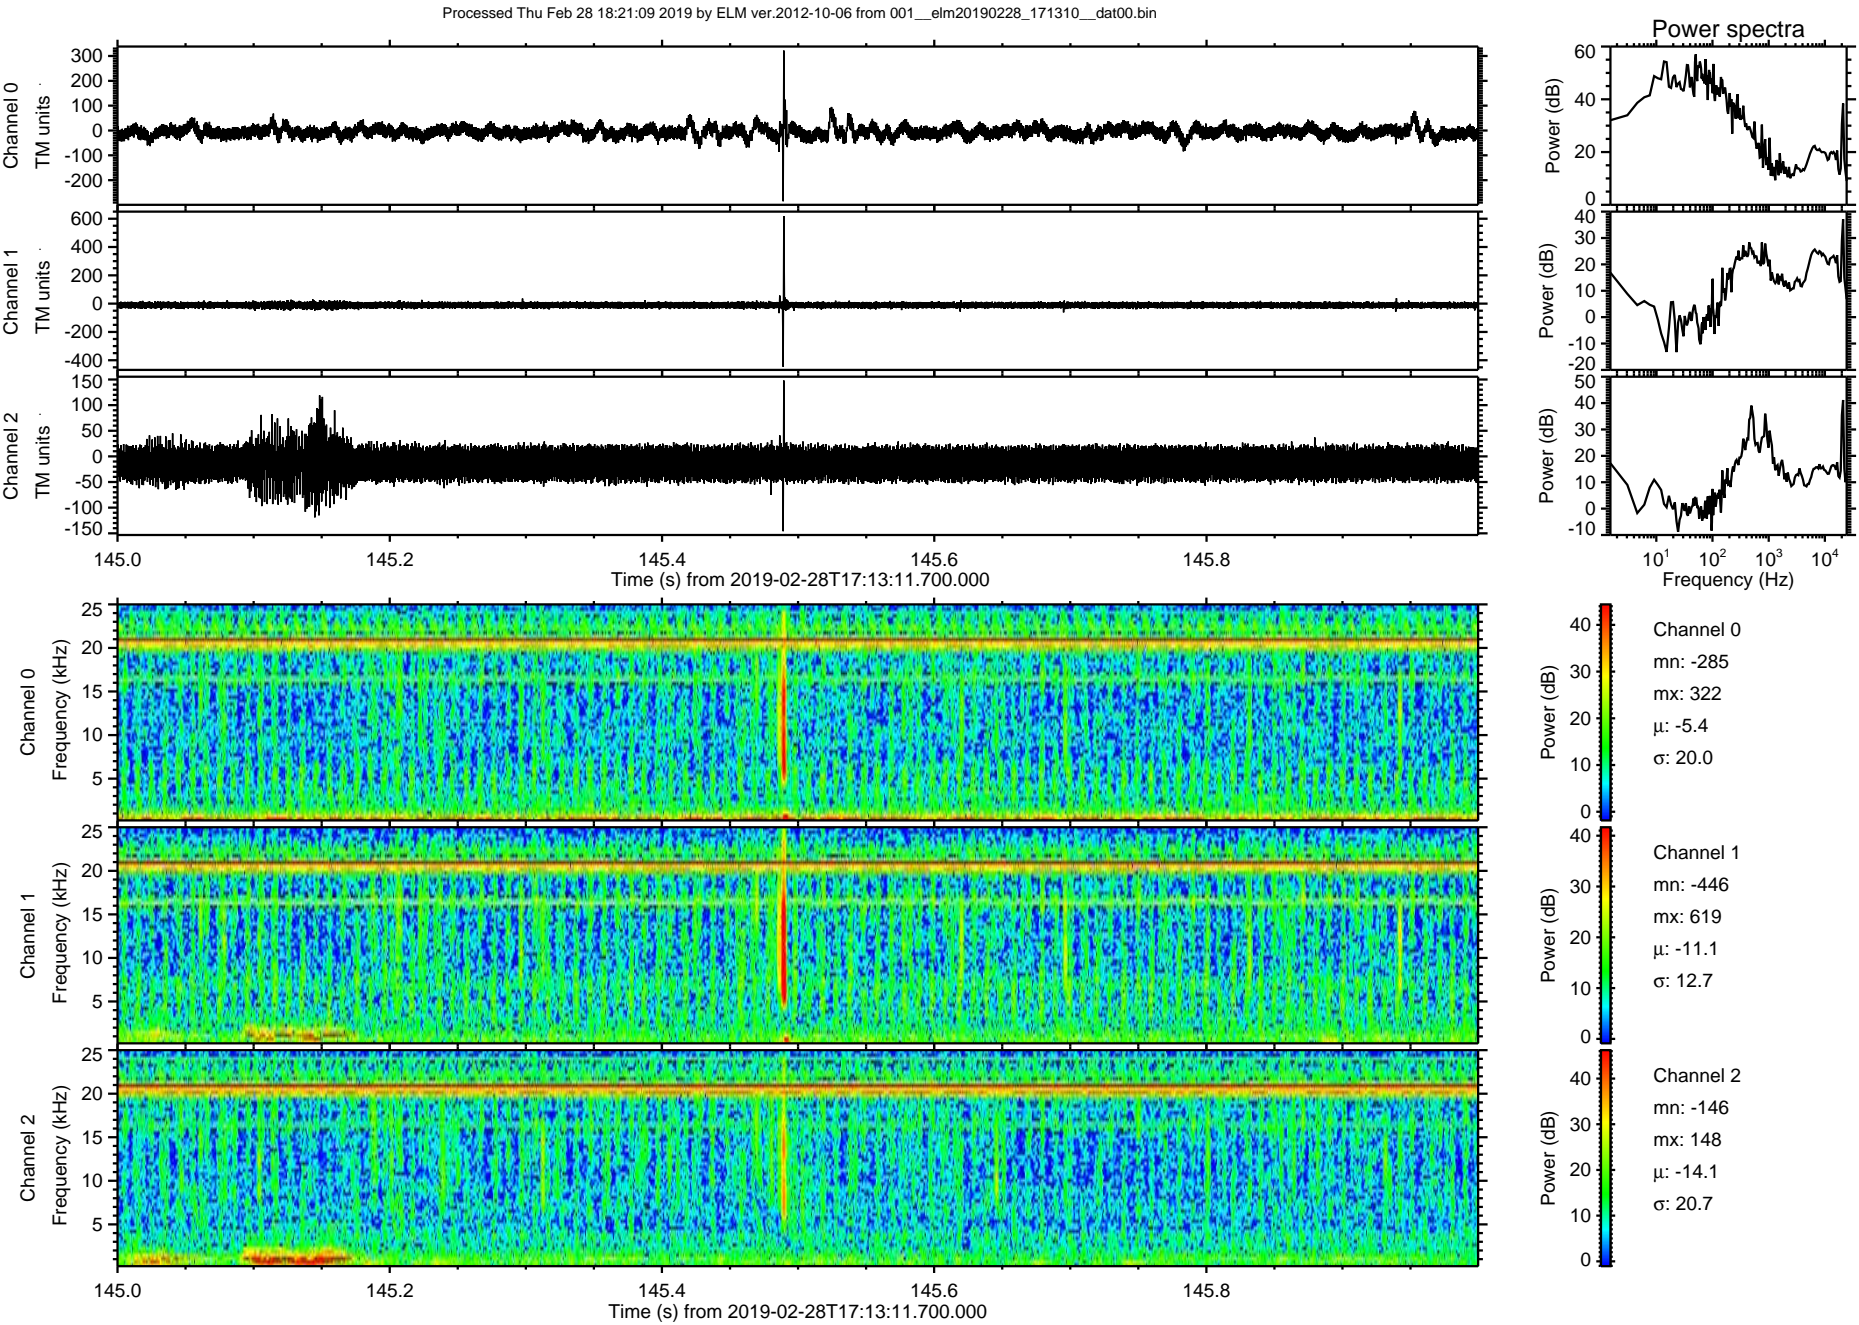 Processed Thu Feb 28 18:21:09 2019 by ELM ver.2012-10-06 from 001__elm20190228_171310__dat00.bin
Power spectra
Channel 0
TM units
300
200
100
0
-100
-200
Power (dB)
60
40
20
0
Channel 1
TM units
600
400
200
0
-200
-400
Power (dB)
40
30
20
10
0
-10
-20
Channel 2
TM units
150
100
50
0
-50
-100
-150
Power (dB)
50
40
30
20
10
0
-10
145.0 145.2 145.4 145.6 145.8
Time (s) from 2019-02-28T17:13:11.700.000
10¹ 10² 10³ 10⁴
Frequency (Hz)
Channel 0
Frequency (kHz)
25
20
15
10
5
Power (dB)
40
30
20
10
0
Channel 0
mn: -285
mx: 322
μ: -5.4
σ: 20.0
Channel 1
Frequency (kHz)
25
20
15
10
5
Power (dB)
40
30
20
10
0
Channel 1
mn: -446
mx: 619
μ: -11.1
σ: 12.7
Channel 2
Frequency (kHz)
25
20
15
10
5
Power (dB)
40
30
20
10
0
Channel 2
mn: -146
mx: 148
μ: -14.1
σ: 20.7
145.0 145.2 145.4 145.6 145.8
Time (s) from 2019-02-28T17:13:11.700.000